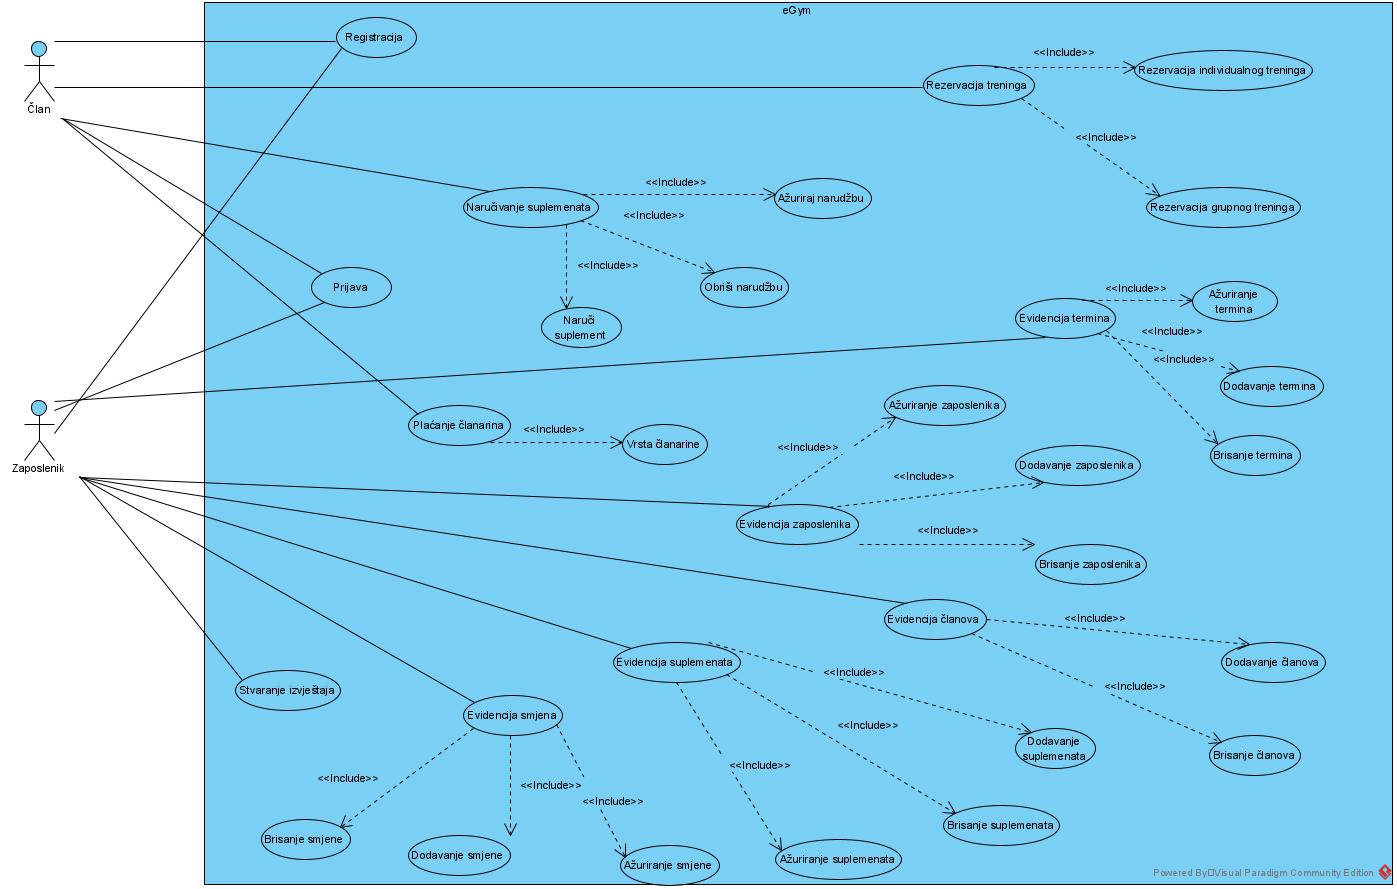 eGym
Registracija
Član
<<Include>>
Rezervacija individualnog treninga
Rezervacija treninga
<<Include>>
Rezervacija grupnog treninga
<<Include>>
Ažuriraj narudžbu
Naručivanje suplemenata
<<Include>>
<<Include>>
Obriši narudžbu
Naruči
suplement
Prijava
<<Include>>
Ažuriranje
termina
Evidencija termina
<<Include>>
<<Include>>
Dodavanje termina
Brisanje termina
Zaposlenik
Plaćanje članarina
<<Include>>
Vrsta članarine
Ažuriranje zaposlenika
<<Include>>
Dodavanje zaposlenika
<<Include>>
Evidencija zaposlenika
<<Include>>
Brisanje zaposlenika
Evidencija članova
<<Include>>
Dodavanje članova
<<Include>>
Brisanje članova
Evidencija suplemenata
<<Include>>
Dodavanje
suplemenata
<<Include>>
Brisanje suplemenata
<<Include>>
Ažuriranje suplemenata
Stvaranje izvještaja
Evidencija smjena
<<Include>>
<<Include>>
<<Include>>
Brisanje smjene
Dodavanje smjene
Ažuriranje smjene
Powered By Visual Paradigm Community Edition